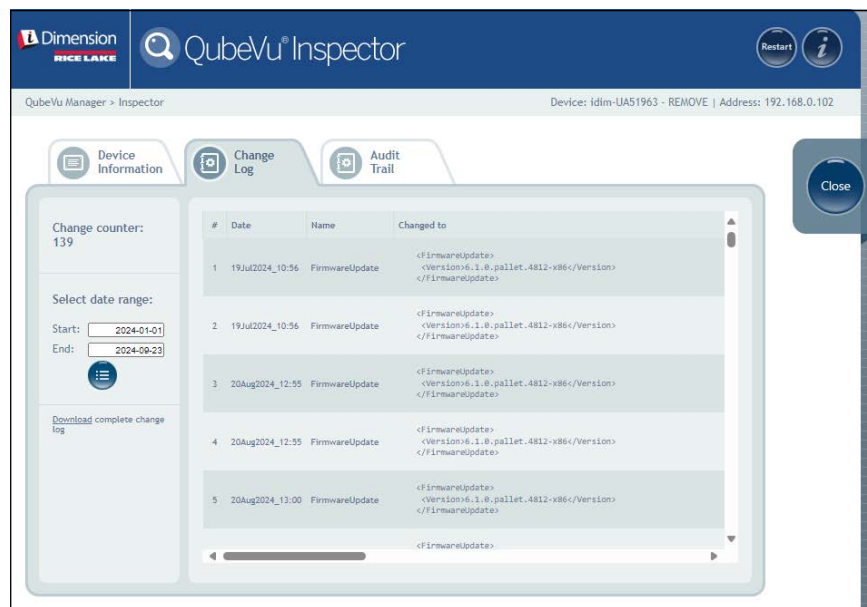 iDimension
RICE LAKE
QubeVu® Inspector
Restart
i
QubeVu Manager > Inspector
Device: idim-UA51963 - REMOVE | Address: 192.168.0.102
Device Information
Change Log
Audit Trail
Close
Change counter:
139
Select date range:
Start: 2024-01-01
End: 2024-09-23
Download complete change
log
# Date Name Changed to
<FirmwareUpdate>
1 19Jul2024_10:56 FirmwareUpdate <Version>6.1.0.pallet.4812-x86</Version>
</FirmwareUpdate>
<FirmwareUpdate>
2 19Jul2024_10:56 FirmwareUpdate <Version>6.1.0.pallet.4812-x86</Version>
</FirmwareUpdate>
<FirmwareUpdate>
3 20Aug2024_12:55 FirmwareUpdate <Version>6.1.0.pallet.4812-x86</Version>
</FirmwareUpdate>
<FirmwareUpdate>
4 20Aug2024_12:55 FirmwareUpdate <Version>6.1.0.pallet.4812-x86</Version>
</FirmwareUpdate>
<FirmwareUpdate>
5 20Aug2024_13:00 FirmwareUpdate <Version>6.1.0.pallet.4812-x86</Version>
</FirmwareUpdate>
<FirmwareUpdate>